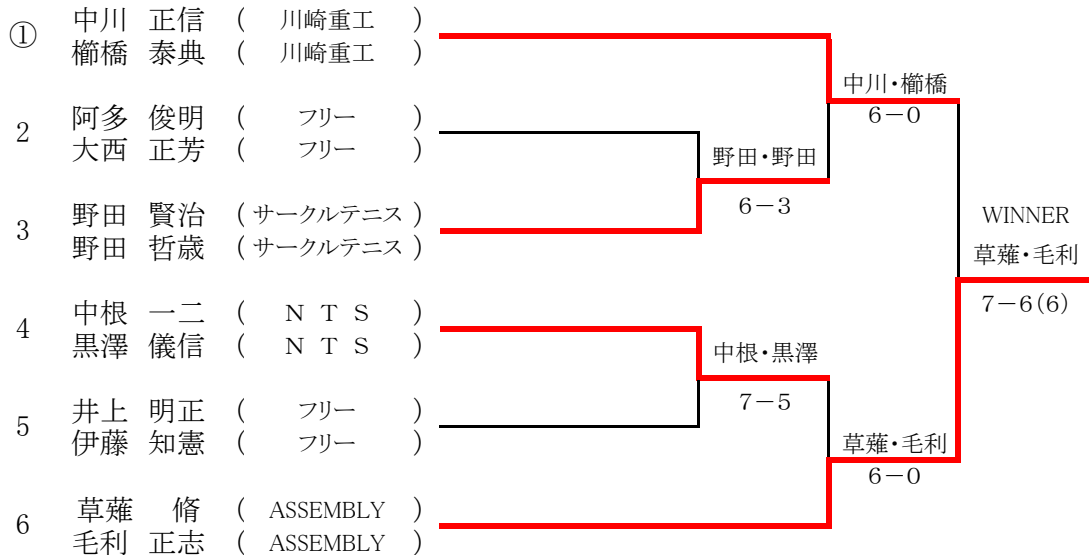 ① 中川 正信 ( 川崎重工 )
櫛橋 泰典 ( 川崎重工 )
2 阿多 俊明 ( フリー )
大西 正芳 ( フリー )
3 野田 賢治 ( サークルテニス )
野田 哲歳 ( サークルテニス )
4 中根 一二 ( N T S )
黒澤 儀信 ( N T S )
5 井上 明正 ( フリー )
伊藤 知憲 ( フリー )
6 草薙 脩 ( ASSEMBLY )
毛利 正志 ( ASSEMBLY )
野田・野田
6-3
中根・黒澤
7-5
中川・櫛橋
6-0
草薙・毛利
6-0
WINNER
草薙・毛利
7-6(6)